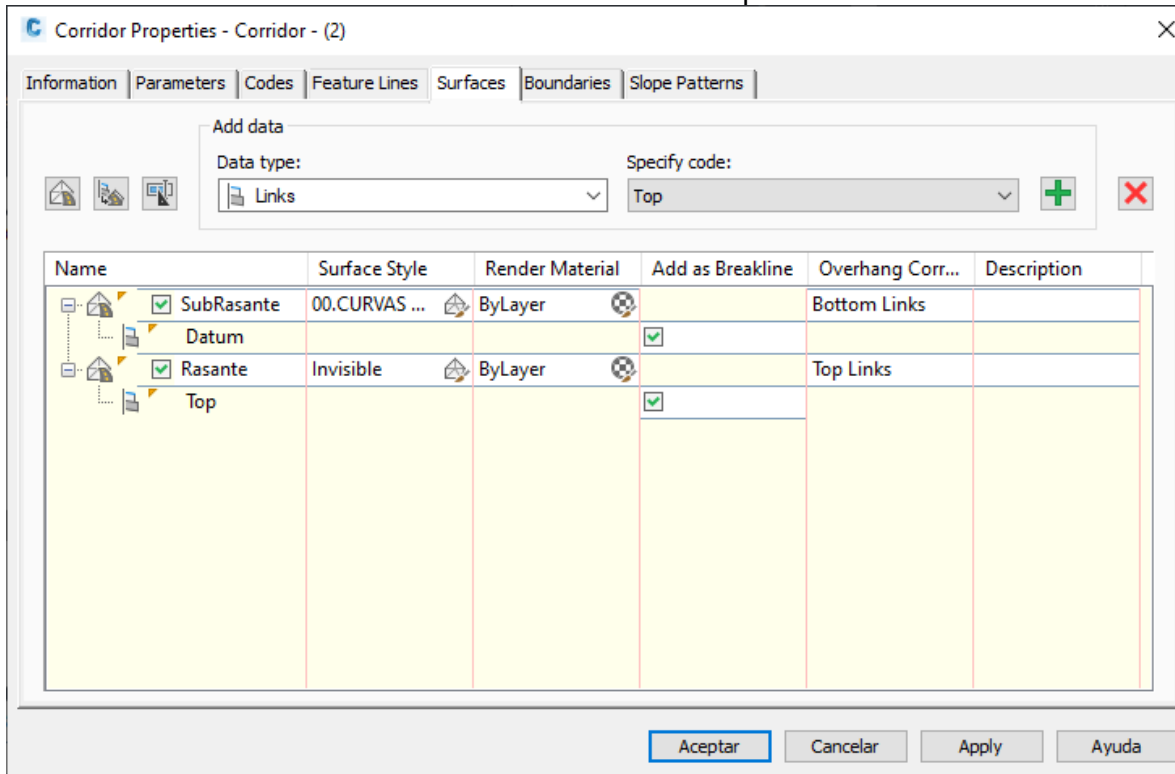 Corridor Properties - Corridor - (2)
Information Parameters Codes Feature Lines Surfaces Boundaries Slope Patterns
Add data
Data type: Specify code:
Links Top
Name Surface Style Render Material Add as Breakline Overhang Corr... Description
SubRasante 00.CURVAS ... ByLayer Bottom Links
Datum
Rasante Invisible ByLayer Top Links
Top
Aceptar Cancelar Apply Ayuda